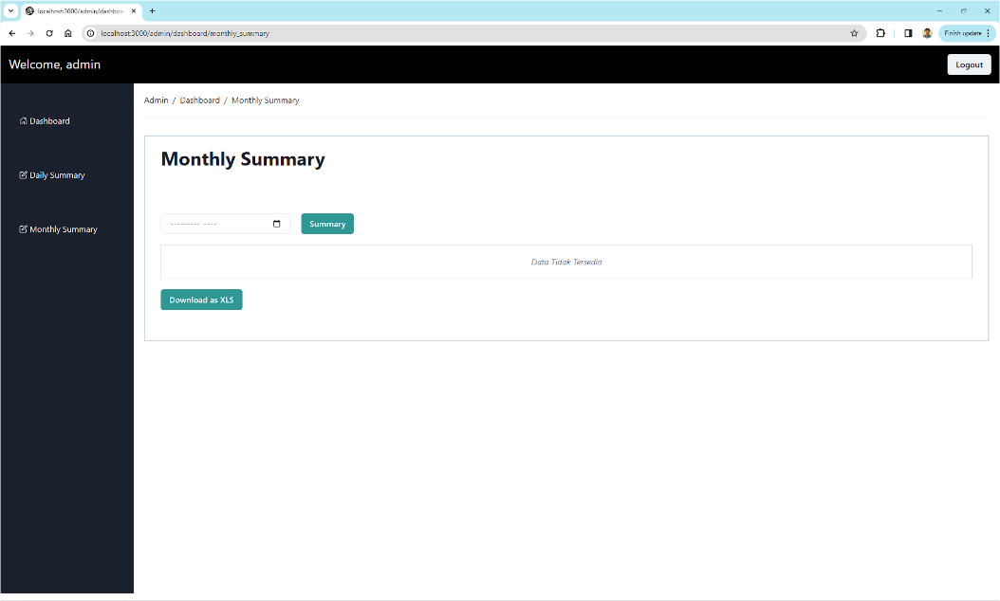 localhost:3000/admin/dashbo
localhost:3000/admin/dashboard/monthly_summary
Finish update
Welcome, admin
Logout
Admin / Dashboard / Monthly Summary
Dashboard
Daily Summary
Monthly Summary
Monthly Summary
--------- ----
Summary
Data Tidak Tersedia
Download as XLS